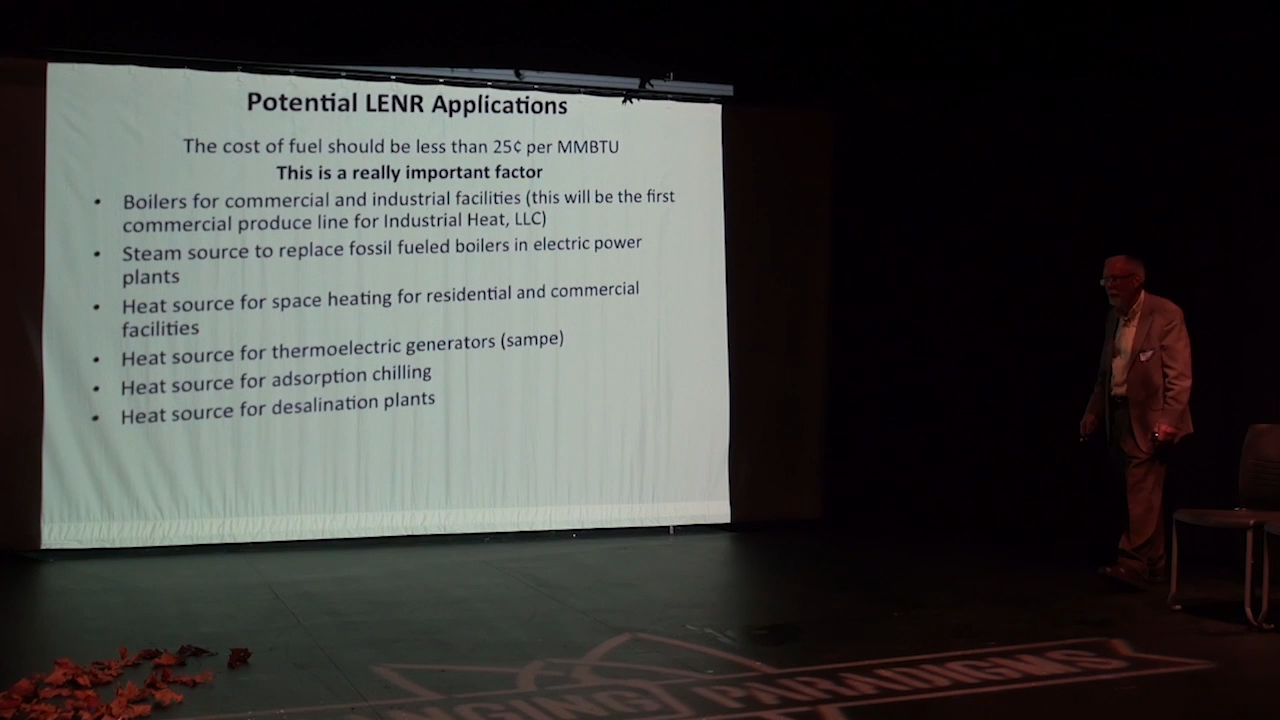 Potential LENR Applications
The cost of fuel should be less than 25¢ per MMBTU
This is a really important factor
• Boilers for commercial and industrial facilities (this will be the first
commercial produce line for Industrial Heat, LLC)
• Steam source to replace fossil fueled boilers in electric power
plants
• Heat source for space heating for residential and commercial
facilities
• Heat source for thermoelectric generators (sampe)
• Heat source for adsorption chilling
• Heat source for desalination plants
PARADIGMS